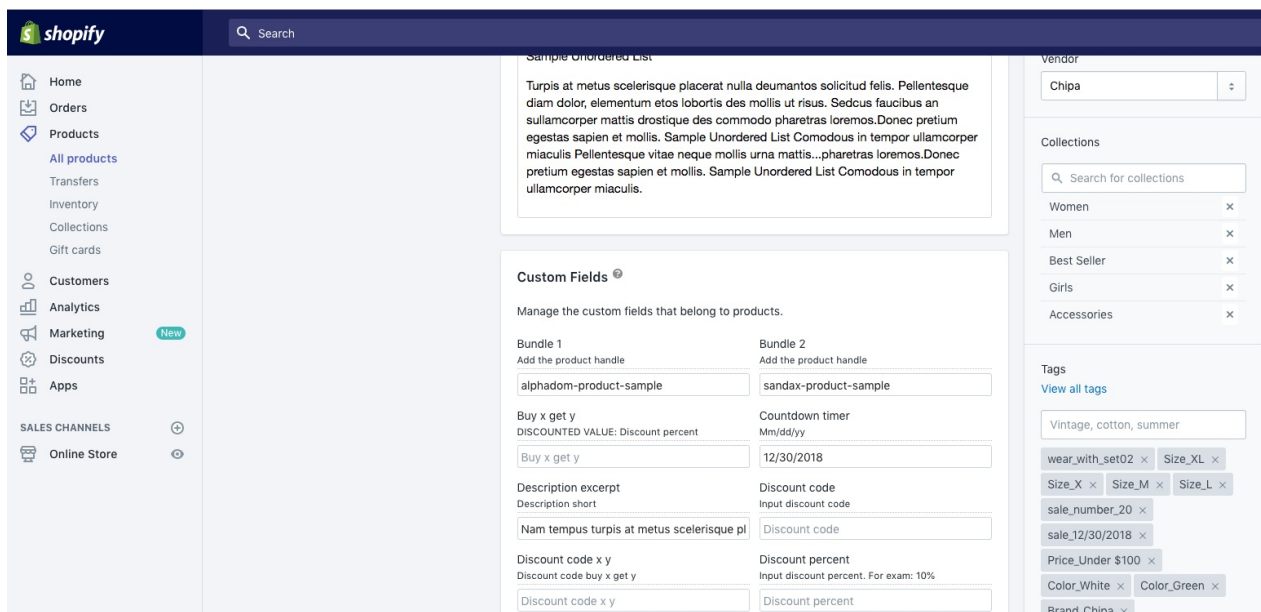 shopify
Search
Home
Orders
Products
All products
Transfers
Inventory
Collections
Gift cards
Customers
Analytics
Marketing
New
Discounts
Apps
SALES CHANNELS
Online Store
Sample Unordered List
Turpis at metus scelerisque placerat nulla deumantos solicitud felis. Pellentesque
diam dolor, elementum etos lobortis des mollis ut risus. Sedcus faucibus an
sullamcorper mattis drostique des commodo pharetras loremos.Donec pretium
egestas sapien et mollis. Sample Unordered List Comodous in tempor ullamcorper
miaculis Pellentesque vitae neque mollis urna mattis...pharetras loremos.Donec
pretium egestas sapien et mollis. Sample Unordered List Comodous in tempor
ullamcorper miaculis.
Custom Fields
Manage the custom fields that belong to products.
Bundle 1
Add the product handle
alphadom-product-sample
Bundle 2
Add the product handle
sandax-product-sample
Buy x get y
DISCOUNTED VALUE: Discount percent
Buy x get y
Countdown timer
Mm/dd/yy
12/30/2018
Description excerpt
Description short
Nam tempus turpis at metus scelerisque pl
Discount code
Input discount code
Discount code
Discount code x y
Discount code buy x get y
Discount code x y
Discount percent
Input discount percent. For exam: 10%
Discount percent
Vendor
Chipa
Collections
Search for collections
Women
Men
Best Seller
Girls
Accessories
Tags
View all tags
Vintage, cotton, summer
wear_with_set02 × Size_XL ×
Size_X × Size_M × Size_L ×
sale_number_20 ×
sale_12/30/2018 ×
Price_Under $100 ×
Color_White × Color_Green ×
Brand_Chipa ×